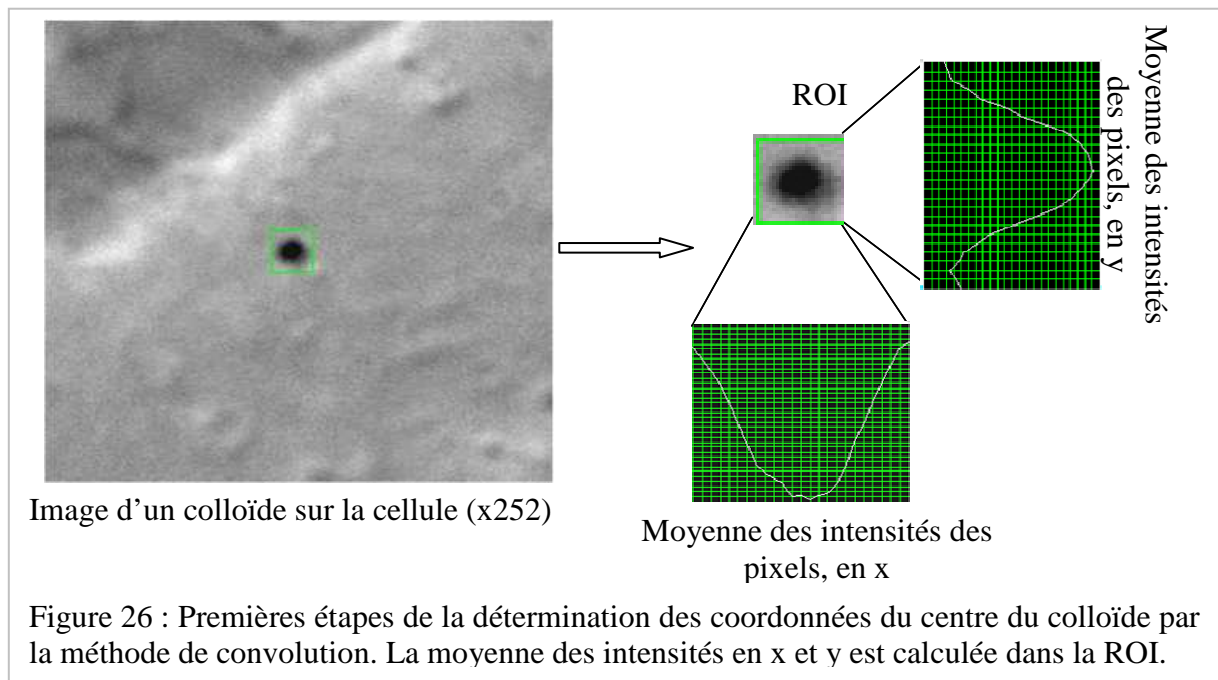 ROI
Moyenne des intensités
des pixels, en y
Image d’un colloïde sur la cellule (x252)
Moyenne des intensités des
pixels, en x
Figure 26 : Premières étapes de la détermination des coordonnées du centre du colloïde par
la méthode de convolution. La moyenne des intensités en x et y est calculée dans la ROI.